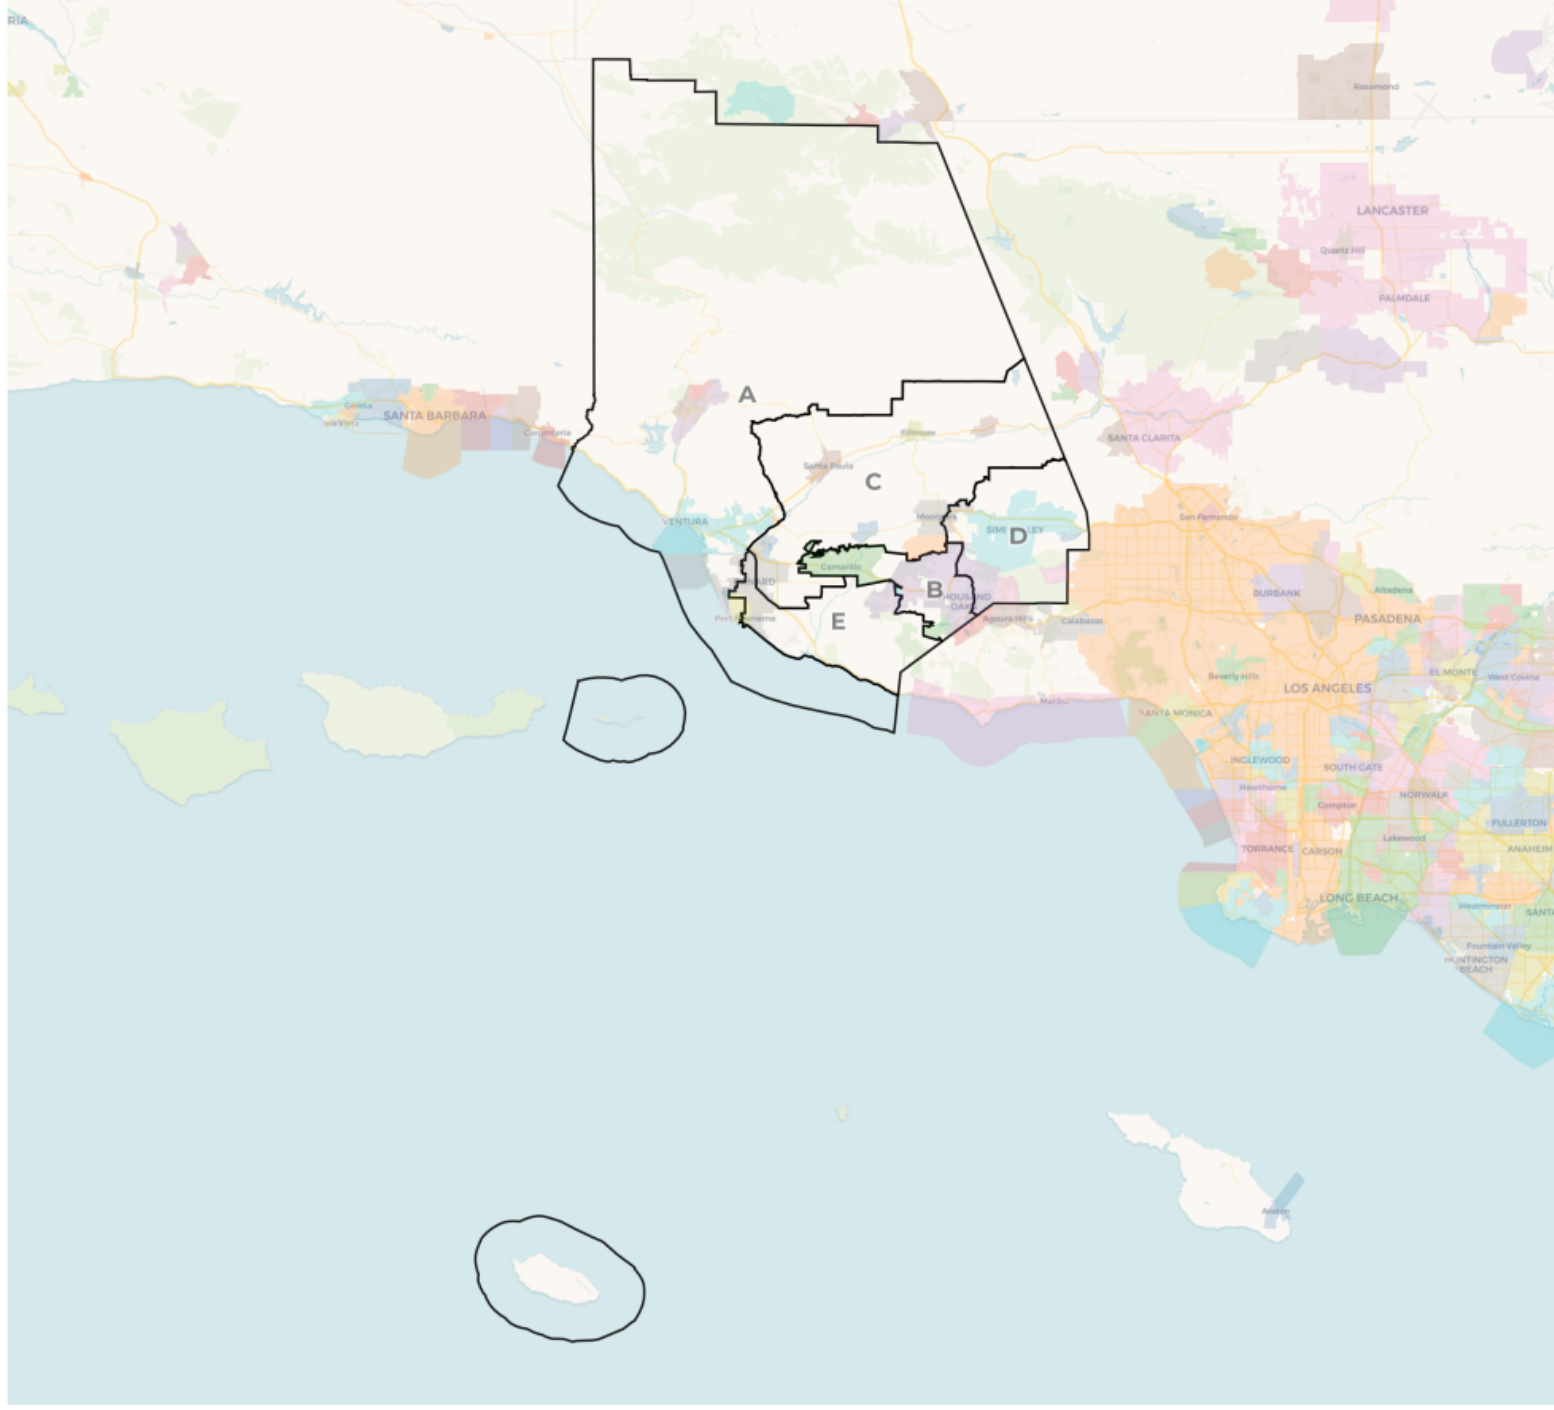 RIA
Rosamond
LANCASTER
Quartz Hill
PALMDALE
A
Goleta
SANTA BARBARA
Carpinteria
Fillmore
SANTA CLARITA
Santa Paula
C
VENTURA
Moorpark
San Fernando
D
Camarillo
B
BURBANK
Altadena
E
Agoura Hills
Calabasas
PASADENA
EL MONTE
West Covina
Beverly Hills
LOS ANGELES
Malibu
SANTA MONICA
INGLEWOOD
SOUTH GATE
Hawthorne
NORWALK
Compton
FULLERTON
Lakewood
TORRANCE
CARSON
ANAHEIM
LONG BEACH
Westminster
SANTA
Fountain Valley
HUNTINGTON
BEACH
Avalon